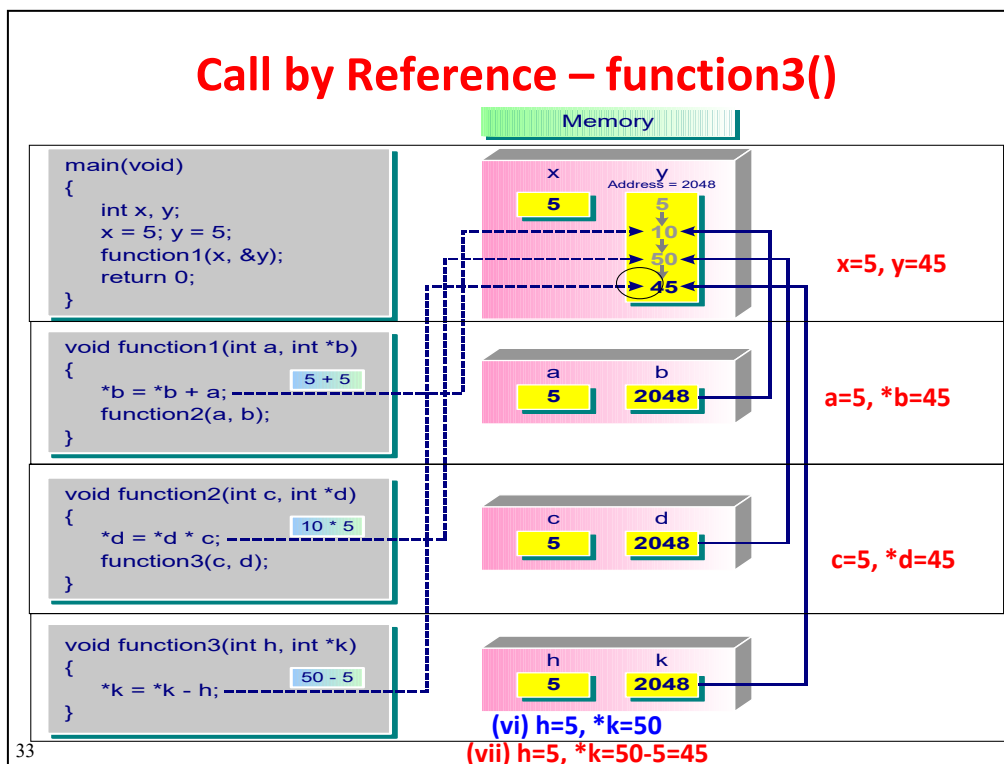 Call by Reference – function3()
Memory
main(void)
{
int x, y;
x = 5; y = 5;
function1(x, &y);
return 0;
}
x
y
Address = 2048
5
5
10
50
45
x=5, y=45
void function1(int a, int *b)
{
*b = *b + a;
5 + 5
function2(a, b);
}
a
b
5
2048
a=5, *b=45
void function2(int c, int *d)
{
*d = *d * c;
10 * 5
function3(c, d);
}
c
d
5
2048
c=5, *d=45
void function3(int h, int *k)
{
*k = *k - h;
50 - 5
}
h
k
5
2048
(vi) h=5, *k=50
(vii) h=5, *k=50-5=45
33